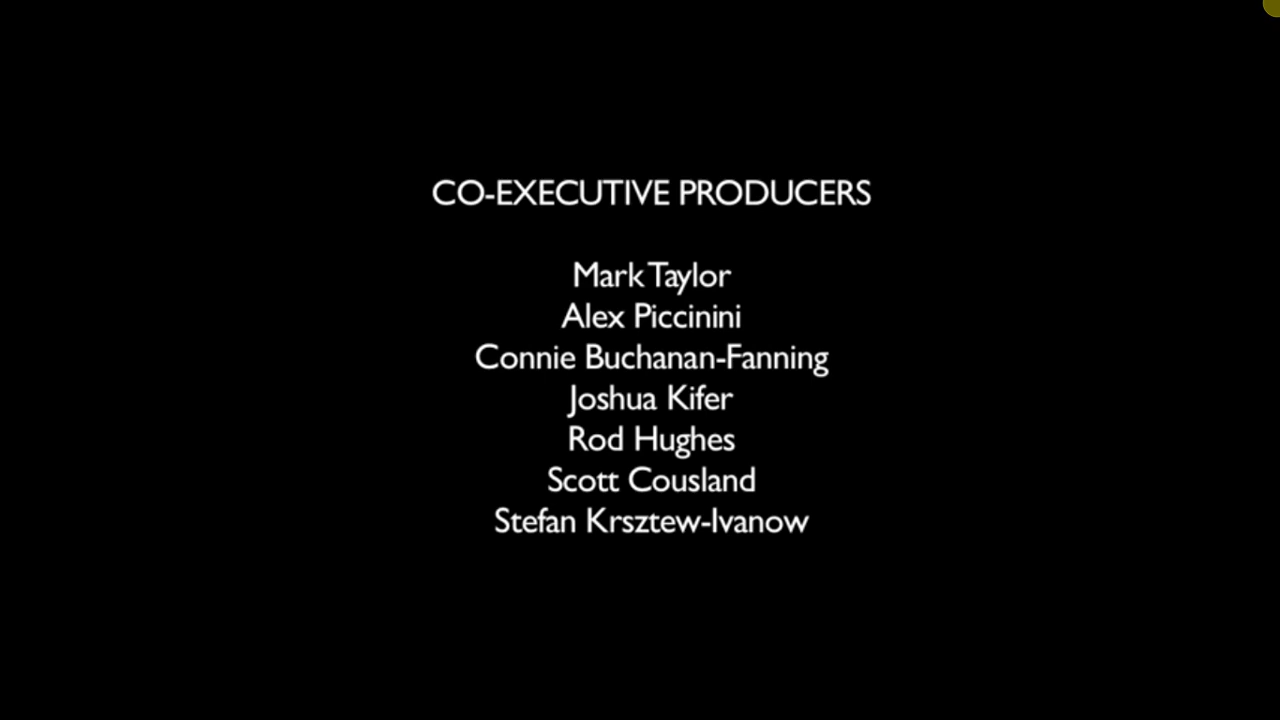 CO-EXECUTIVE PRODUCERS
Mark Taylor
Alex Piccinini
Connie Buchanan-Fanning
Joshua Kifer
Rod Hughes
Scott Cousland
Stefan Krsztew-Ivanow